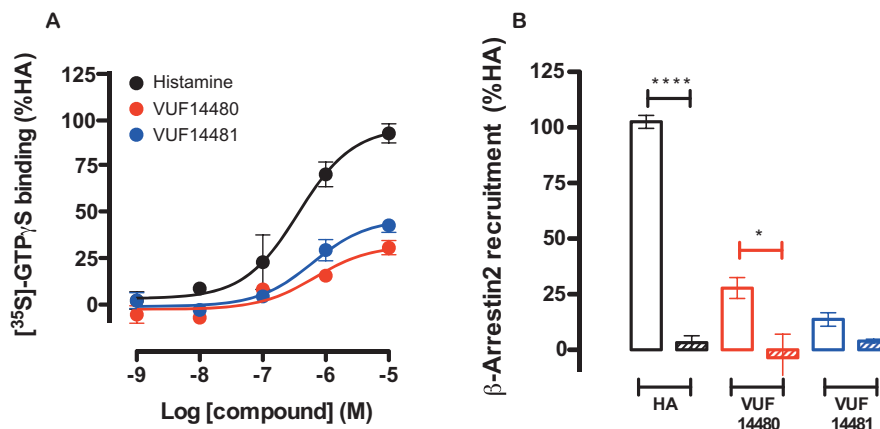 A
[³⁵S]-GTPγS binding (%HA)
125
100
75
50
25
0
Histamine
VUF14480
VUF14481
-9
-8
-7
-6
-5
Log [compound] (M)
B
β-Arrestin2 recruitment (%HA)
125
100
75
50
25
0
****
*
HA
VUF
14480
VUF
14481